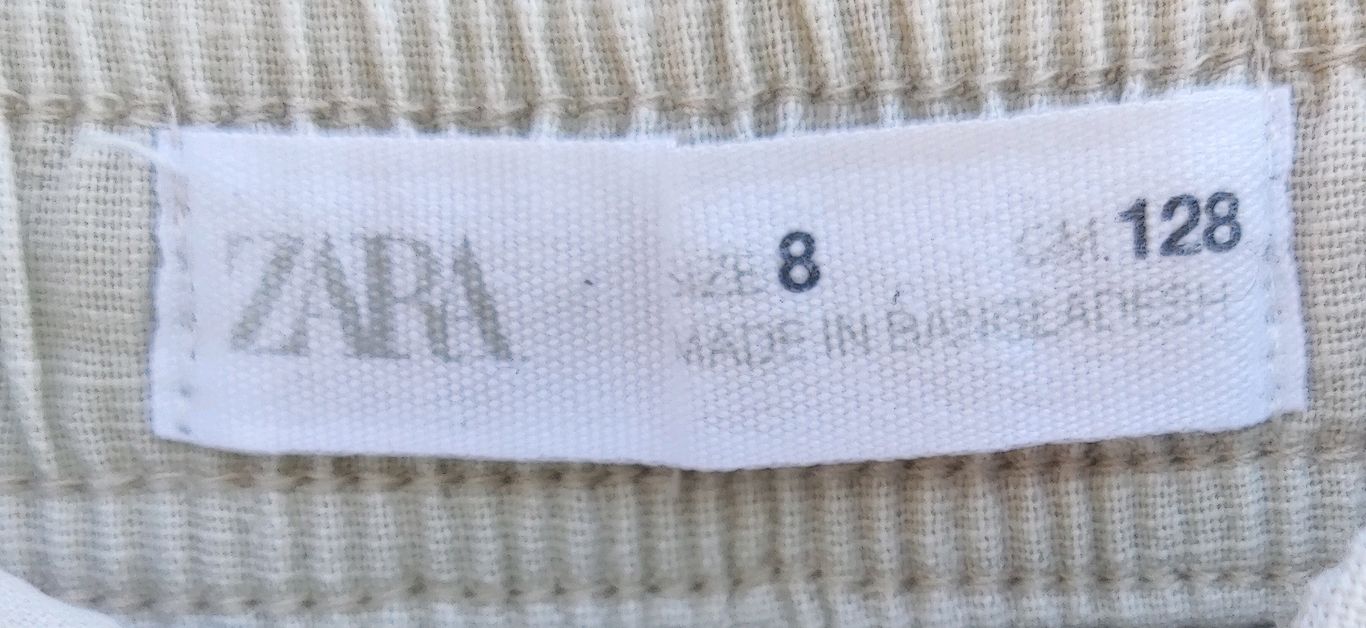 ZARA
SIZE 8 CM. 128
MADE IN BANGLADESH